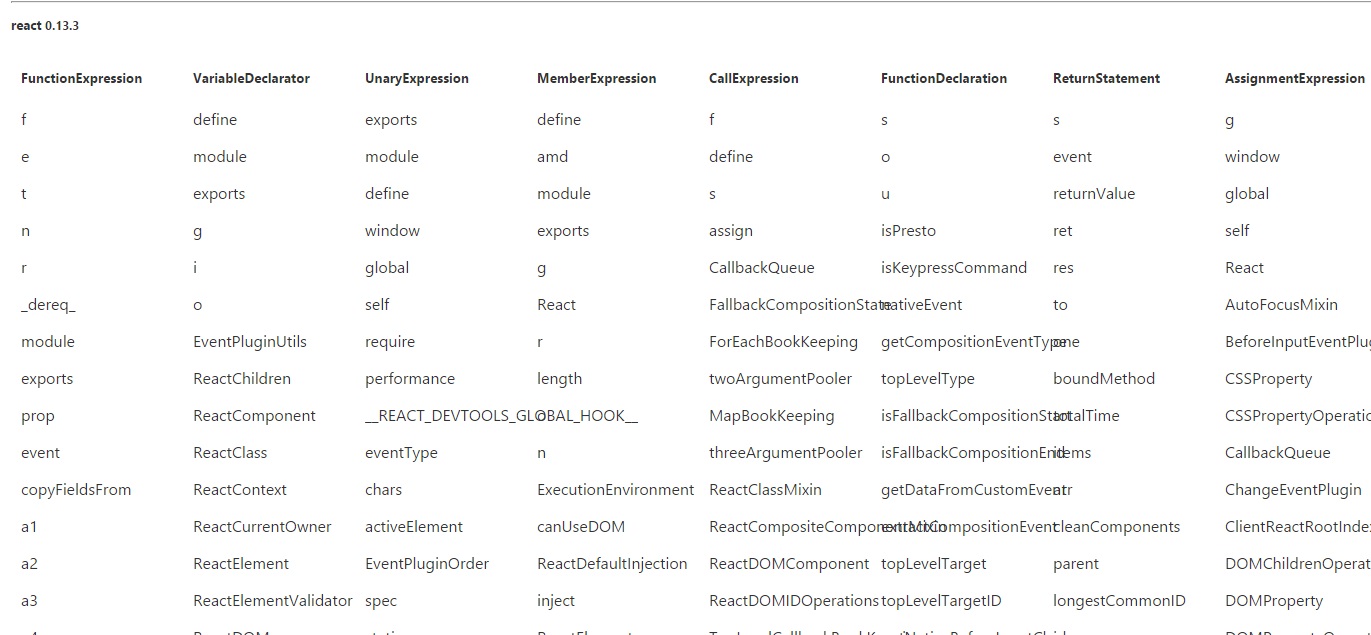 react 0.13.3
FunctionExpression VariableDeclarator UnaryExpression MemberExpression CallExpression FunctionDeclaration ReturnStatement AssignmentExpression
f define exports define f s s g
e module module amd define o event window
t exports define module s u returnValue global
n g window exports assign isPresto ret self
r i global g CallbackQueue isKeypressCommand res React
_dereq_ o self React FallbackCompositionState nativeEvent to AutoFocusMixin
module EventPluginUtils require r ForEachBookKeeping getCompositionEventType one BeforeInputEventPlug
exports ReactChildren performance length twoArgumentPooler topLevelType boundMethod CSSProperty
prop ReactComponent __REACT_DEVTOOLS_GLOBAL_HOOK__ MapBookKeeping isFallbackCompositionStart totalTime CSSPropertyOperatio
event ReactClass eventType n threeArgumentPooler isFallbackCompositionEnd items CallbackQueue
copyFieldsFrom ReactContext chars ExecutionEnvironment ReactClassMixin getDataFromCustomEvent ChangeEventPlugin
a1 ReactCurrentOwner activeElement canUseDOM ReactCompositeComponentMixin extractCompositionEvent cleanComponents ClientReactRootIndex
a2 ReactElement EventPluginOrder ReactDefaultInjection ReactDOMComponent topLevelTarget parent DOMChildrenOperat
a3 ReactElementValidator spec inject ReactDOMIDOperations topLevelTargetID longestCommonID DOMProperty